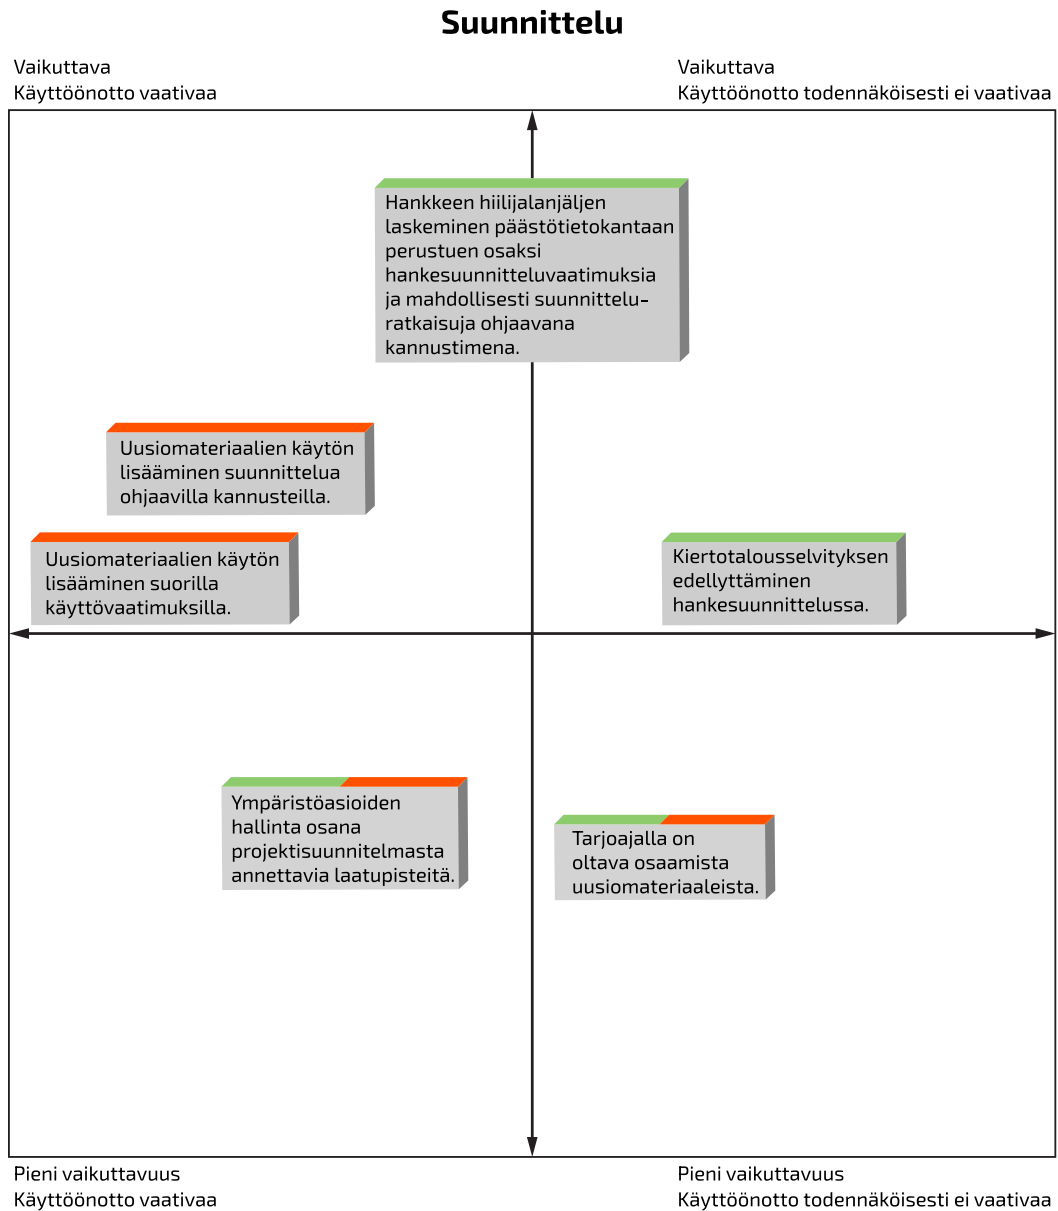 Suunnittelu
Vaikuttava
Käyttöönotto vaativaa
Vaikuttava
Käyttöönotto todennäköisesti ei vaativaa
Hankkeen hiilijalanjäljen
laskeminen päästötietokantaan
perustuen osaksi
hankesuunnitteluvaatimuksia
ja mahdollisesti suunnittelu-
ratkaisuja ohjaavana
kannustimena.
Uusiomateriaalien käytön
lisääminen suunnittelua
ohjaavilla kannusteilla.
Uusiomateriaalien käytön
lisääminen suorilla
käyttövaatimuksilla.
Kiertotalousselvityksen
edellyttäminen
hankesuunnittelussa.
Ympäristöasioiden
hallinta osana
projektisuunnitelmasta
annettavia laatupisteitä.
Tarjoajalla on
oltava osaamista
uusiomateriaaleista.
Pieni vaikuttavuus
Käyttöönotto vaativaa
Pieni vaikuttavuus
Käyttöönotto todennäköisesti ei vaativaa